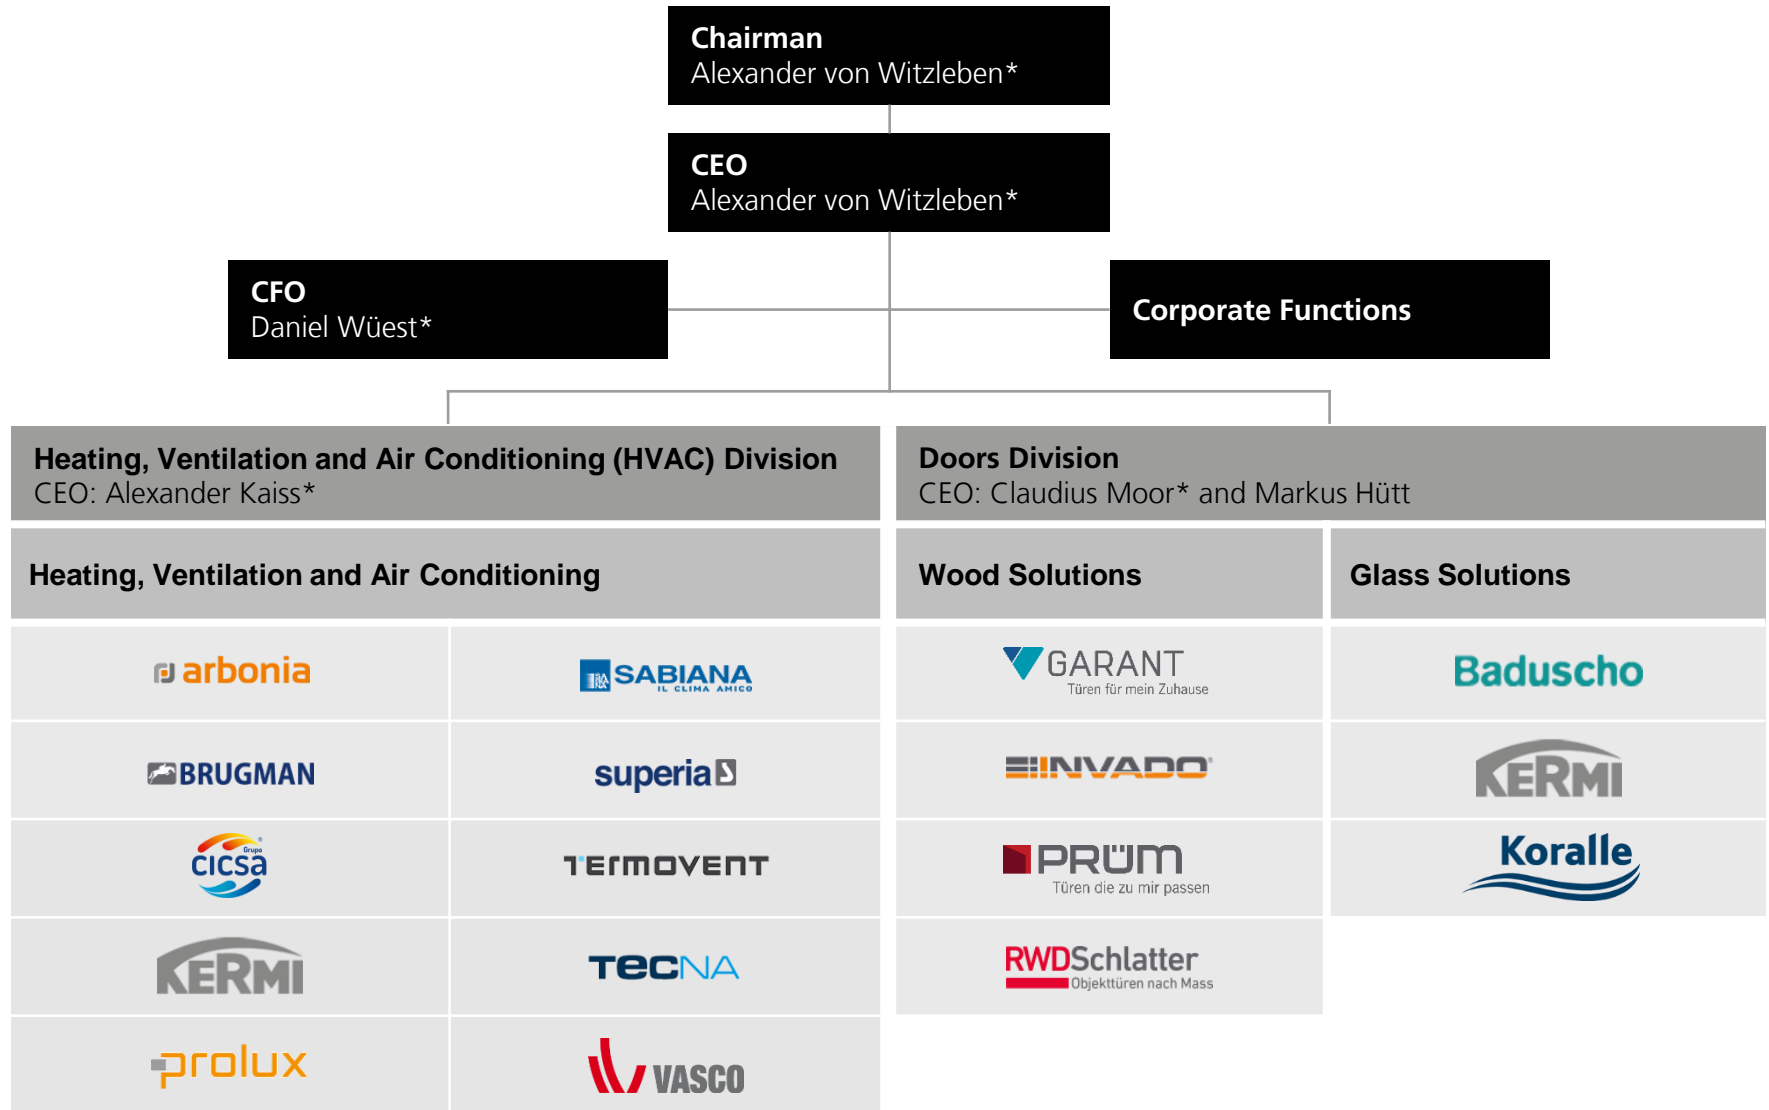 Chairman
Alexander von Witzleben*
CEO
Alexander von Witzleben*
CFO
Daniel Wüest*
Corporate Functions
Heating, Ventilation and Air Conditioning (HVAC) Division
CEO: Alexander Kaiss*
Doors Division
CEO: Claudius Moor* and Markus Hütt
Heating, Ventilation and Air Conditioning
Wood Solutions
Glass Solutions
arbonia
SABIANA
IL CLIMA AMICO
GARANT
Türen für mein Zuhause
Baduscho
BRUGMAN
superia
INVADO®
KERMI
Grupo
cicsa®
TERMOVENT
PRÜM
Türen die zu mir passen
Koralle
KERMI
TECNA
RWDSchlatter
Objekttüren nach Mass
prolux
VASCO